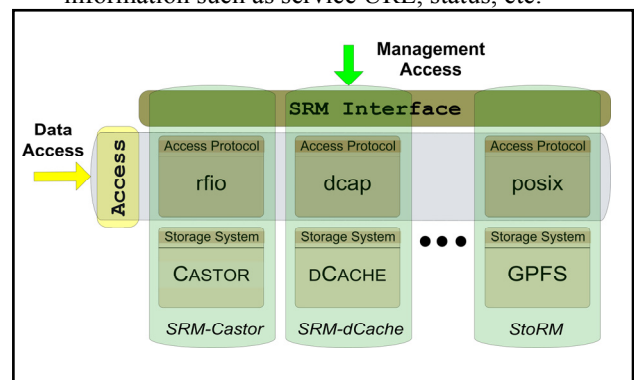 information such as service URL, status, etc.
Management
Access
SRM Interface
Data
Access
Access
Access Protocol
rfio
Access Protocol
dcap
Access Protocol
posix
Storage System
CASTOR
Storage System
DCACHE
Storage System
GPFS
SRM-Castor
SRM-dCache
StoRM